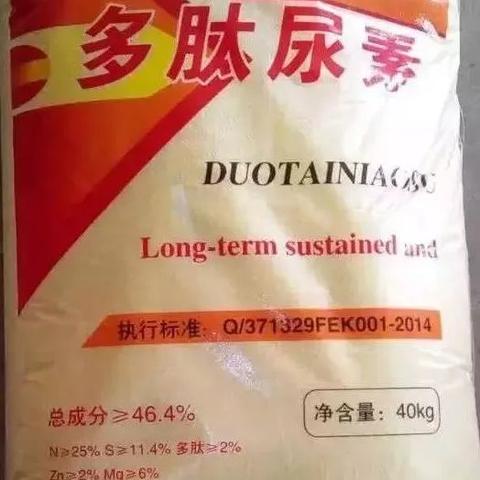 多肽尿素
DUOTAINIAOSU
Long-term sustained and
执行标准：Q/371329FEK001-2014
总成分≥46.4%
净含量：40kg
N≥25% S≥11.4% 多肽≥2%
Zn≥2% Mg≥6%